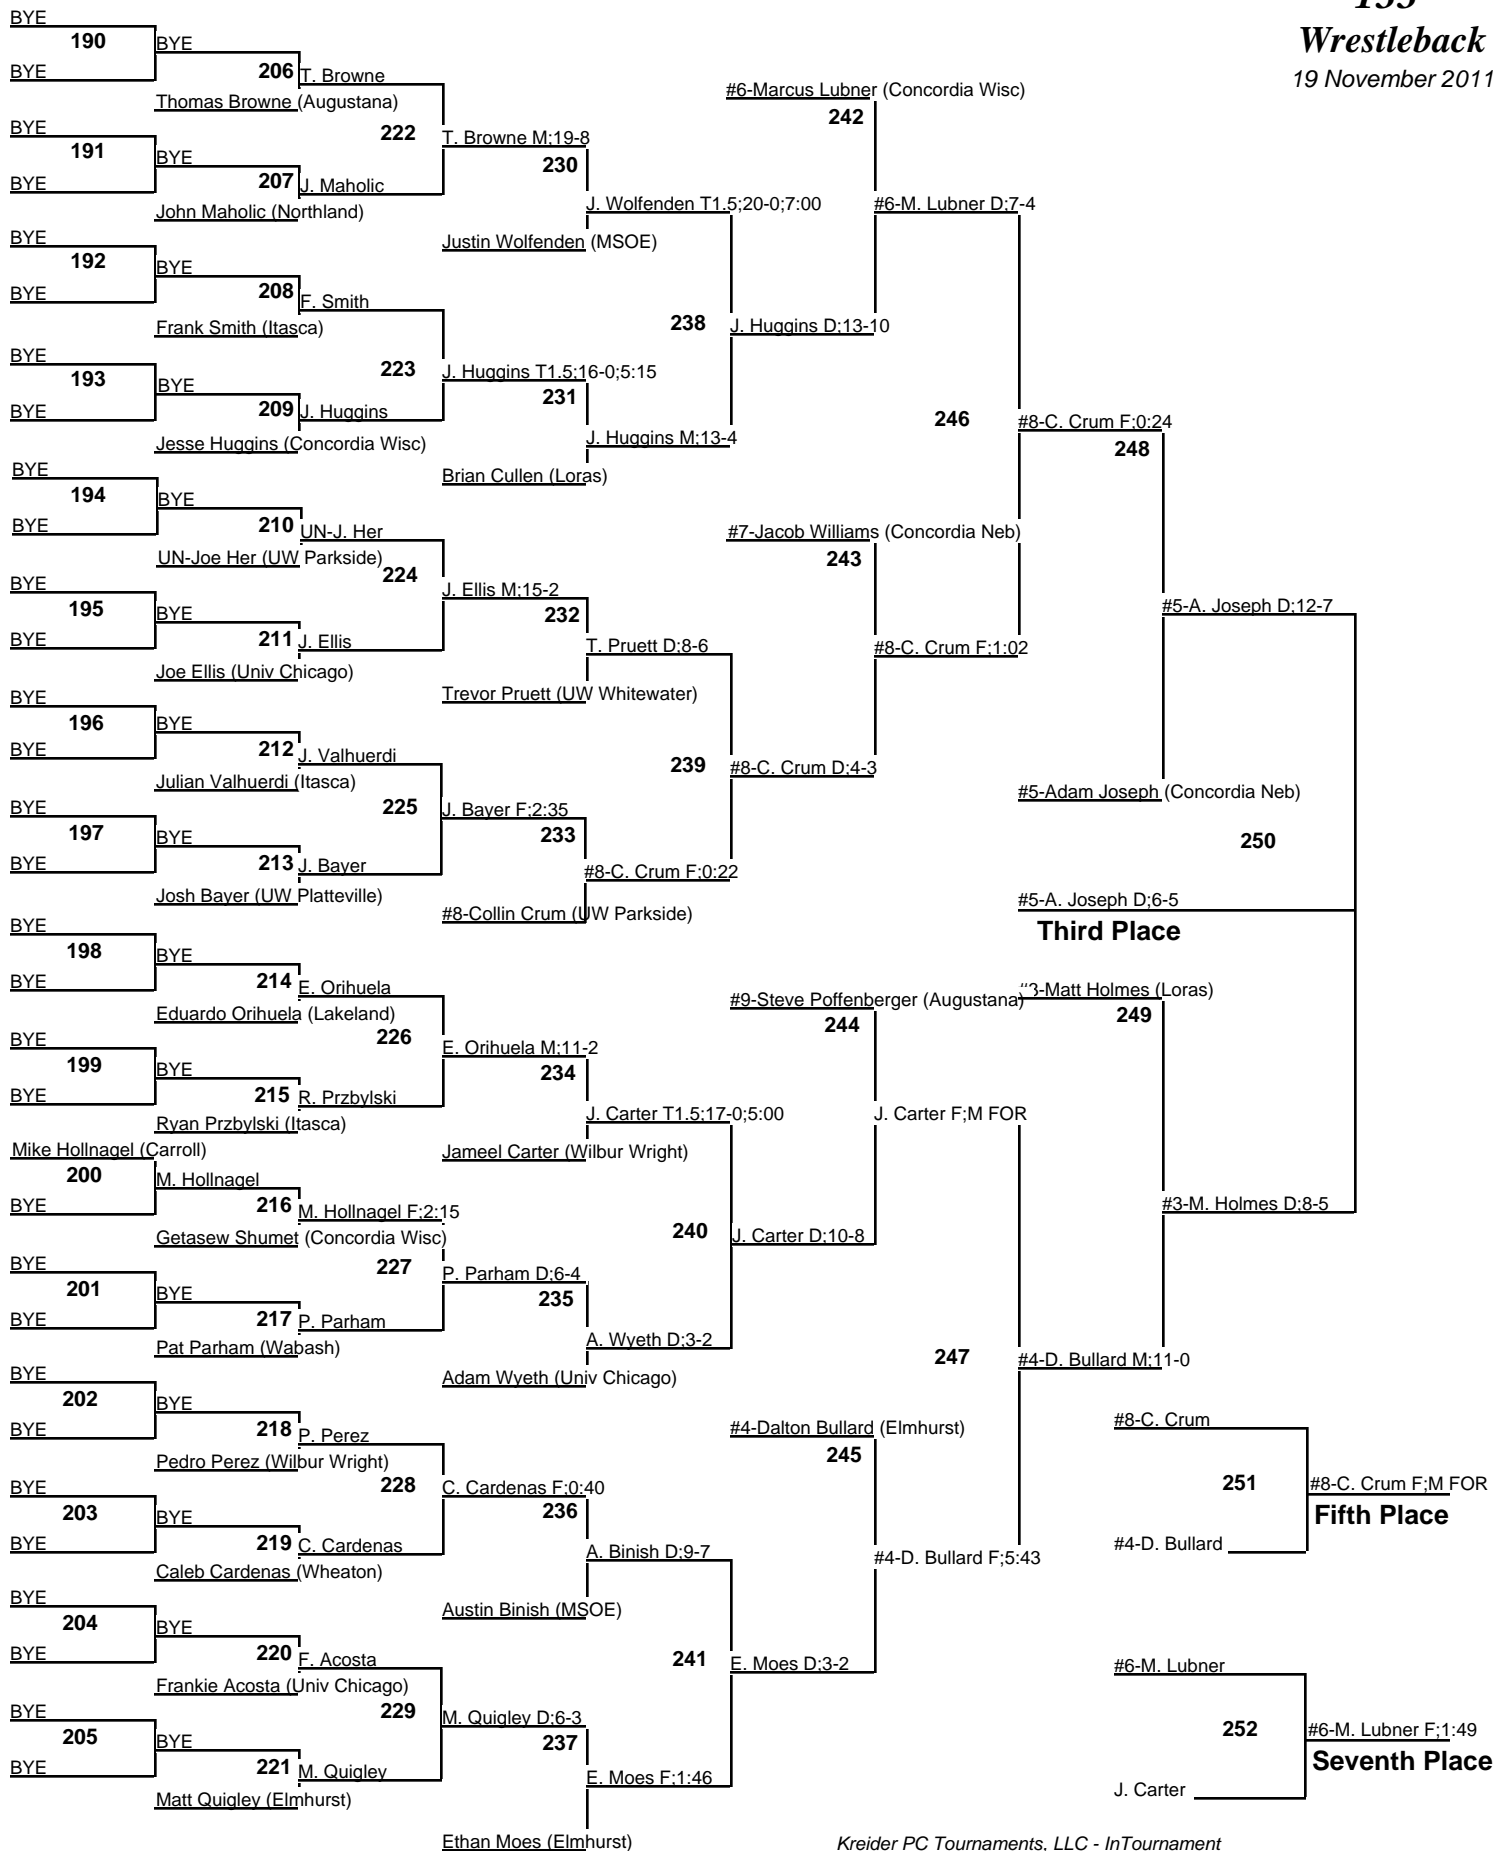 Wrestleback
19 November 2011
BYE
190
BYE
BYE
206
T. Browne
Thomas Browne (Augustana)
BYE
191
BYE
BYE
207
J. Maholic
John Maholic (Northland)
222
T. Browne M;19-8
230
J. Wolfenden T1.5;20-0;7:00
Justin Wolfenden (MSOE)
BYE
192
BYE
BYE
208
F. Smith
Frank Smith (Itasca)
BYE
193
BYE
BYE
209
J. Huggins
Jesse Huggins (Concordia Wisc)
223
J. Huggins T1.5;16-0;5:15
231
J. Huggins M;13-4
Brian Cullen (Loras)
238
J. Huggins D;13-10
#6-Marcus Lubner (Concordia Wisc)
242
#6-M. Lubner D;7-4
BYE
194
BYE
BYE
210
UN-J. Her
UN-Joe Her (UW Parkside)
BYE
195
BYE
BYE
211
J. Ellis
Joe Ellis (Univ Chicago)
224
J. Ellis M;15-2
232
T. Pruett D;8-6
Trevor Pruett (UW Whitewater)
BYE
196
BYE
BYE
212
J. Valhuerdi
Julian Valhuerdi (Itasca)
BYE
197
BYE
BYE
213
J. Bayer
Josh Bayer (UW Platteville)
225
J. Bayer F;2:35
233
#8-C. Crum F;0:22
#8-Collin Crum (UW Parkside)
239
#8-C. Crum D;4-3
#7-Jacob Williams (Concordia Neb)
243
#8-C. Crum F;1:02
246
#8-C. Crum F;0:24
248
#5-A. Joseph D;12-7
#5-Adam Joseph (Concordia Neb)
250
#5-A. Joseph D;6-5
Third Place
BYE
198
BYE
BYE
214
E. Orihuela
Eduardo Orihuela (Lakeland)
BYE
199
BYE
BYE
215
R. Przbylski
Ryan Przbylski (Itasca)
226
E. Orihuela M;11-2
234
J. Carter T1.5;17-0;5:00
Jameel Carter (Wilbur Wright)
Mike Hollnagel (Carroll)
200
BYE
M. Hollnagel
216
M. Hollnagel F;2:15
Getasew Shumet (Concordia Wisc)
BYE
201
BYE
BYE
217
P. Parham
Pat Parham (Wabash)
227
P. Parham D;6-4
235
A. Wyeth D;3-2
Adam Wyeth (Univ Chicago)
240
J. Carter D;10-8
#9-Steve Poffenberger (Augustana)
244
J. Carter F;M FOR
BYE
202
BYE
BYE
218
P. Perez
Pedro Perez (Wilbur Wright)
BYE
203
BYE
BYE
219
C. Cardenas
Caleb Cardenas (Wheaton)
228
C. Cardenas F;0:40
236
A. Binish D;9-7
Austin Binish (MSOE)
BYE
204
BYE
BYE
220
F. Acosta
Frankie Acosta (Univ Chicago)
BYE
205
BYE
BYE
221
M. Quigley
Matt Quigley (Elmhurst)
229
M. Quigley D;6-3
237
E. Moes F;1:46
Ethan Moes (Elmhurst)
241
E. Moes D;3-2
#4-Dalton Bullard (Elmhurst)
245
#4-D. Bullard F;5:43
247
#4-D. Bullard M;11-0
#3-Matt Holmes (Loras)
249
#3-M. Holmes D;8-5
#8-C. Crum
251
#4-D. Bullard
#8-C. Crum F;M FOR
Fifth Place
#6-M. Lubner
252
J. Carter
#6-M. Lubner F;1:49
Seventh Place
Kreider PC Tournaments, LLC - InTournament